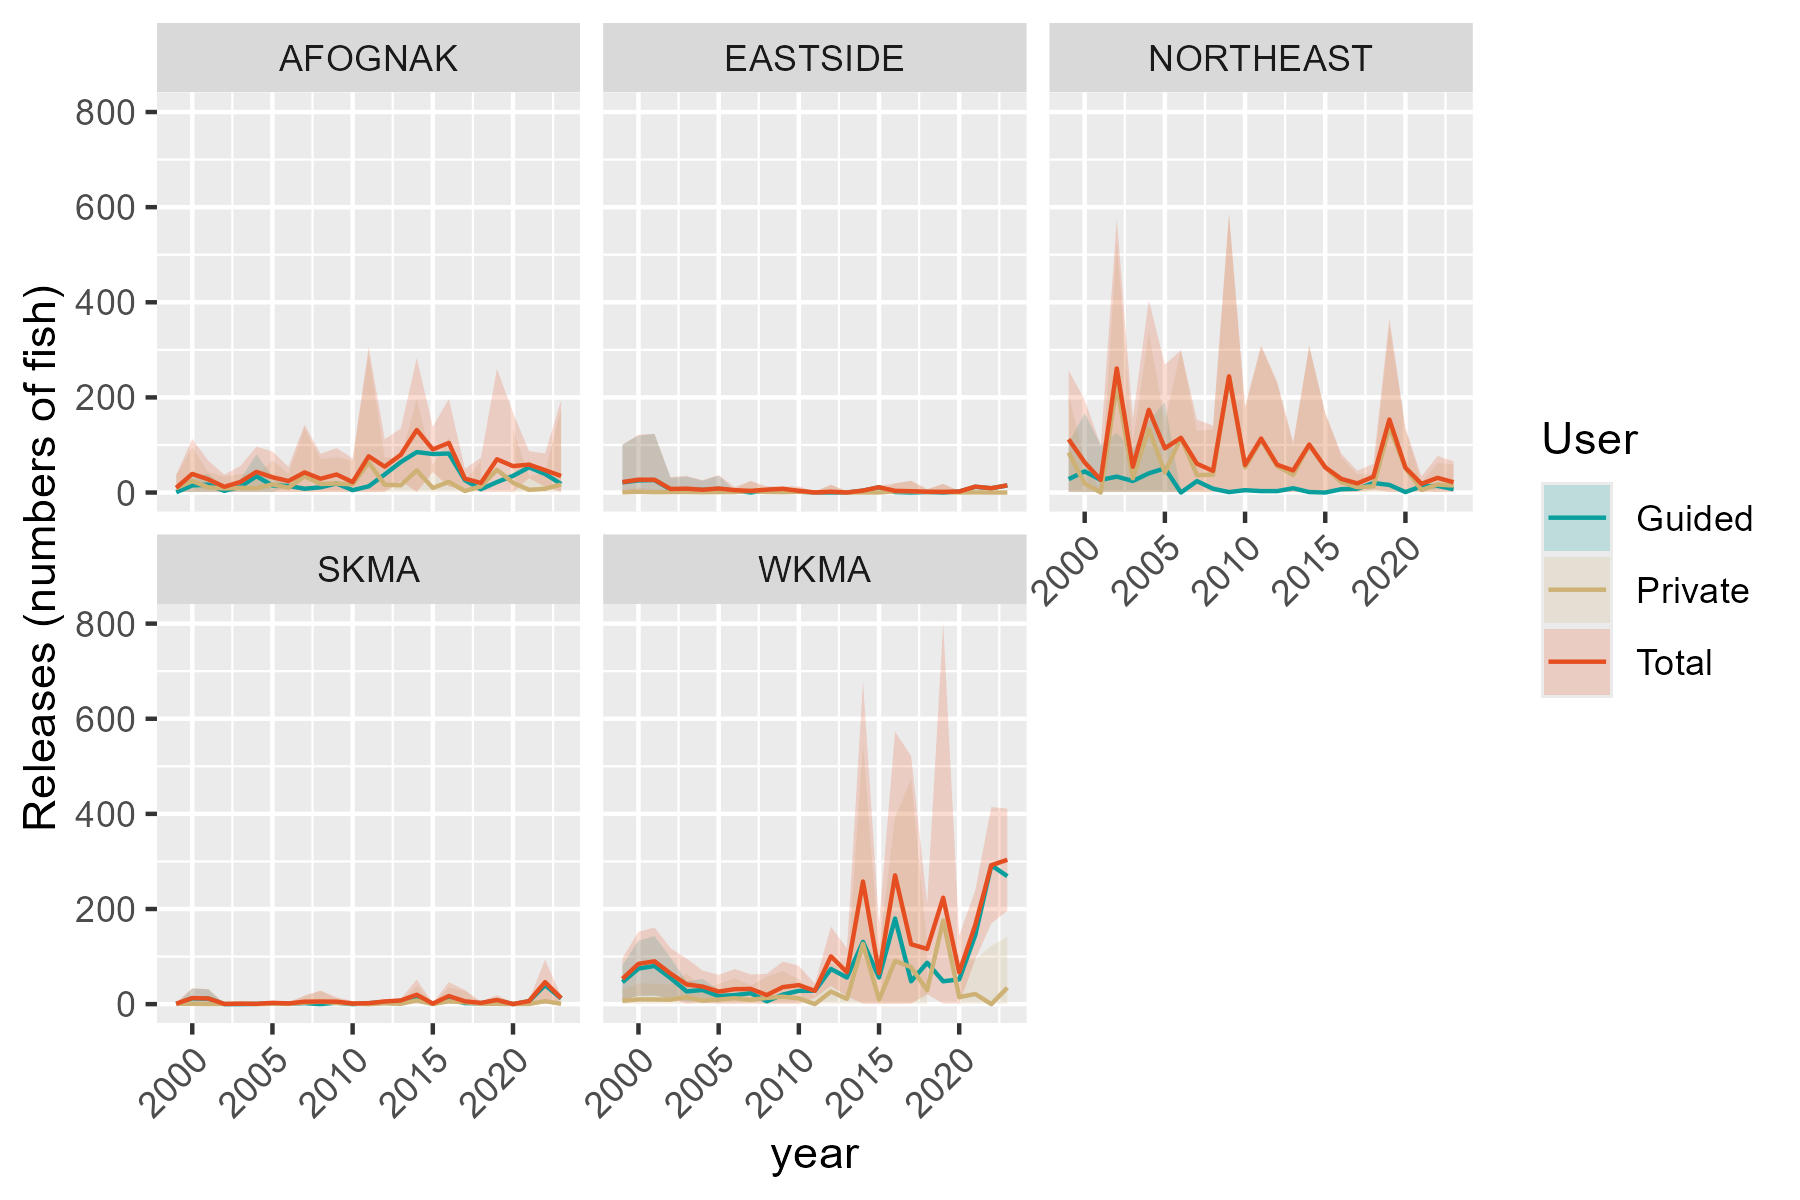 AFOGNAK EASTSIDE NORTHEAST
800
600
400
200
0
2000 2005 2010 2015 2020
SKMA WKMA
800
600
400
200
0
2000 2005 2010 2015 2020 2000 2005 2010 2015 2020
year
Releases (numbers of fish)
User
Guided
Private
Total